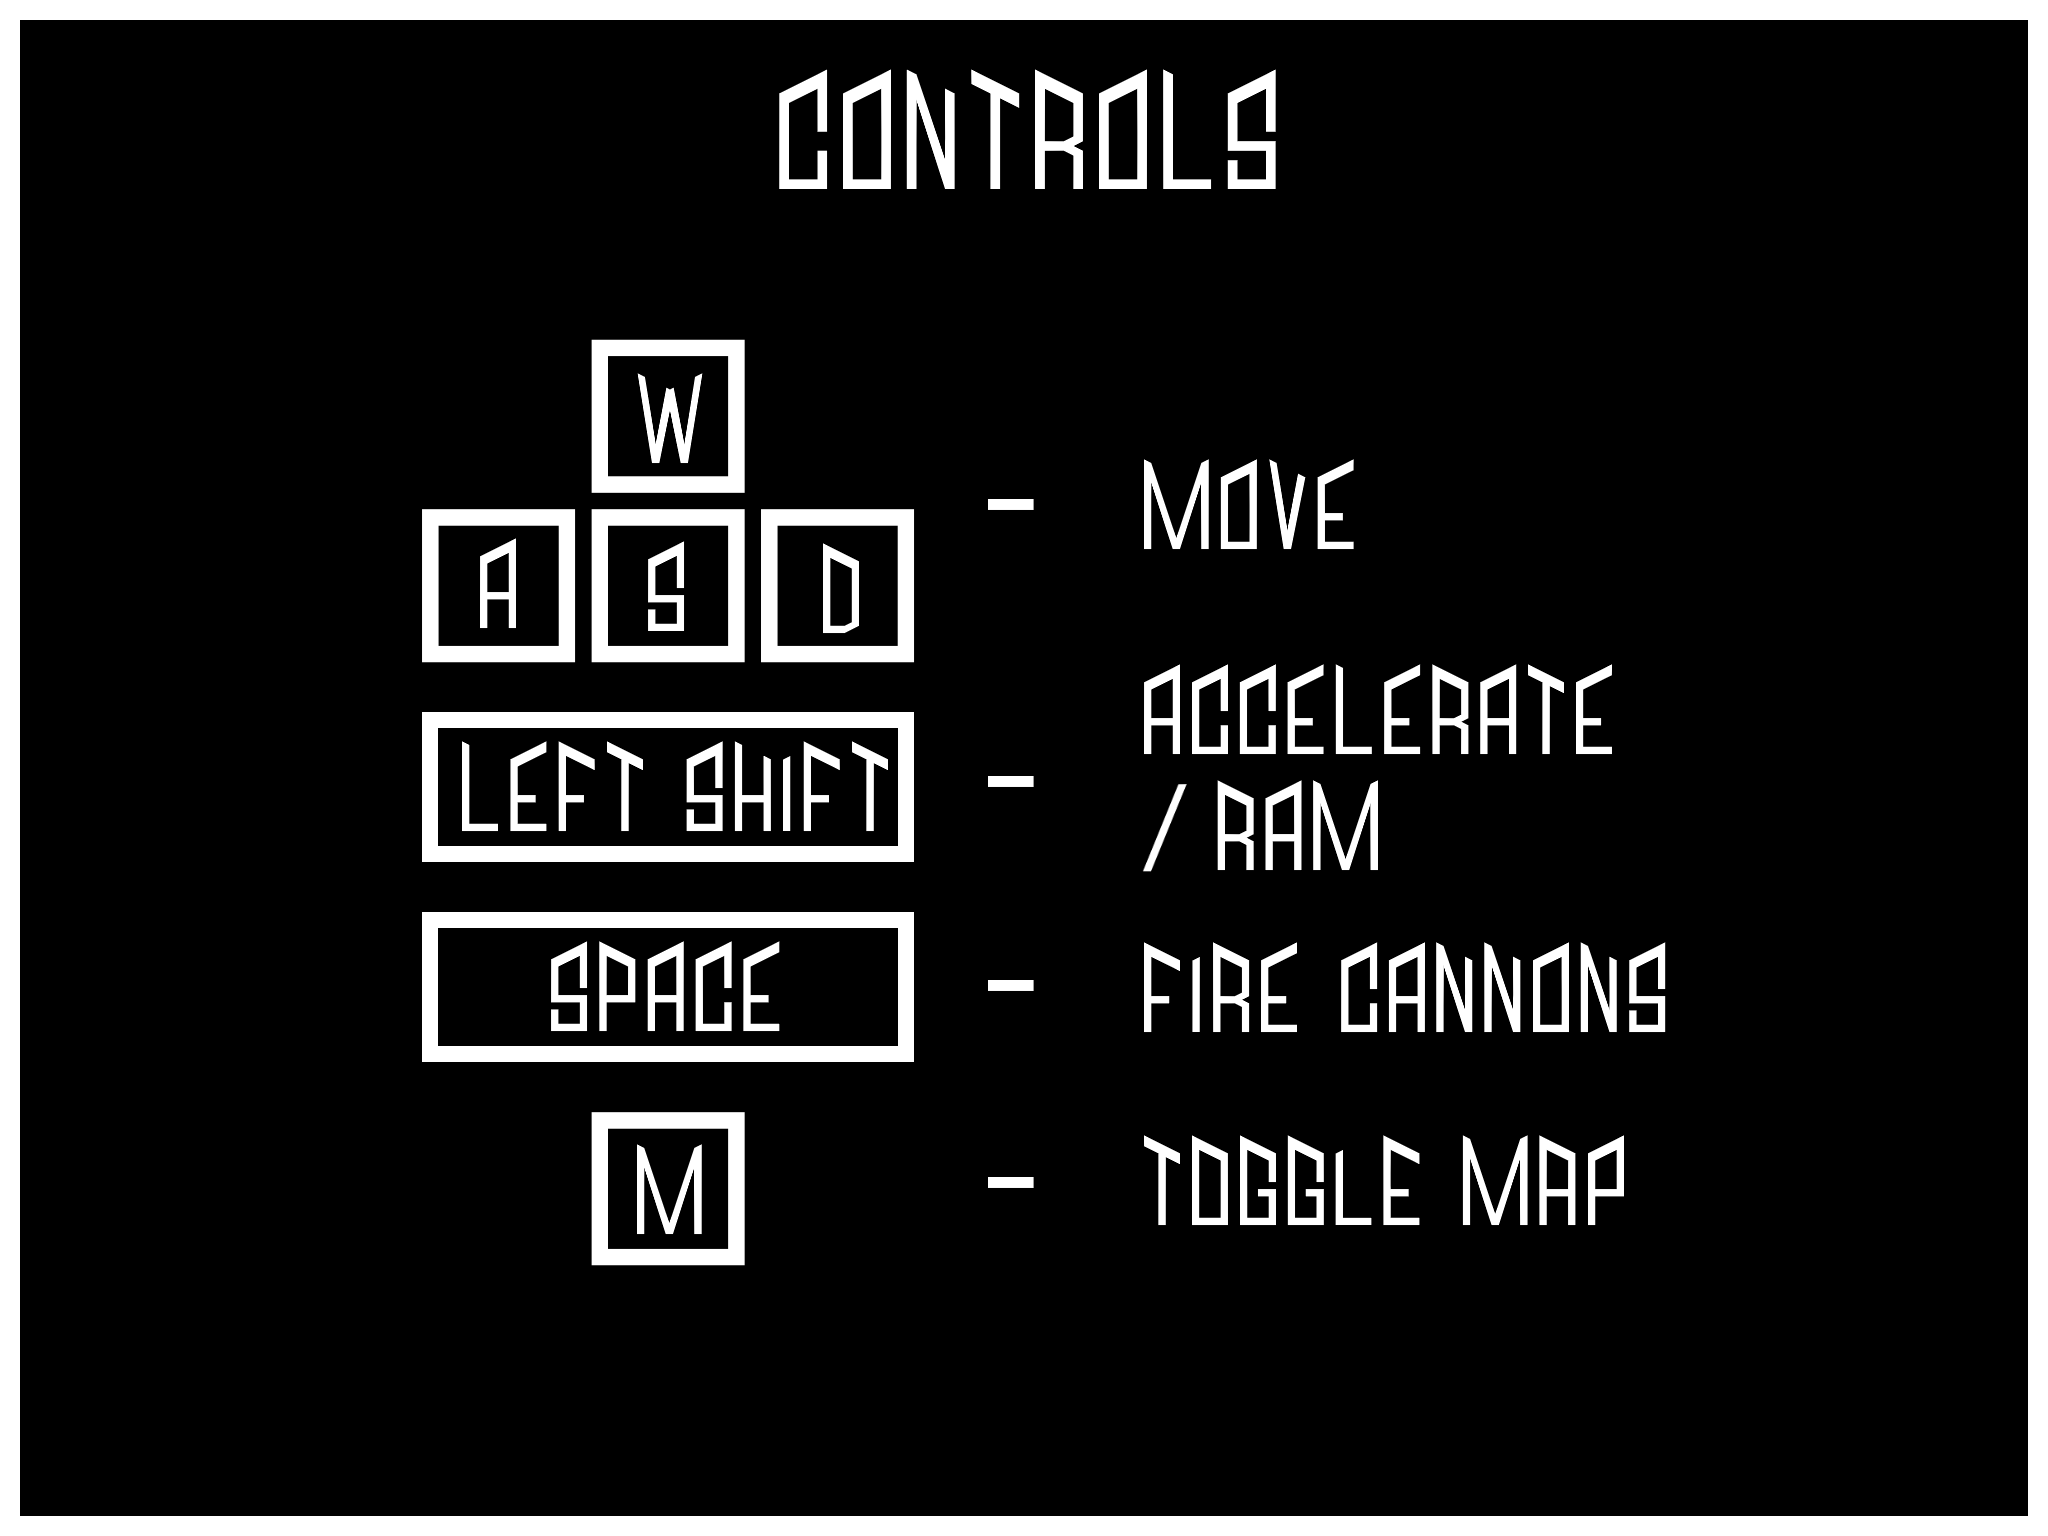 CONTROLS
W
- MOVE
A S D
LEFT SHIFT - ACCELERATE
/ RAM
SPACE - FIRE CANNONS
M - TOGGLE MAP